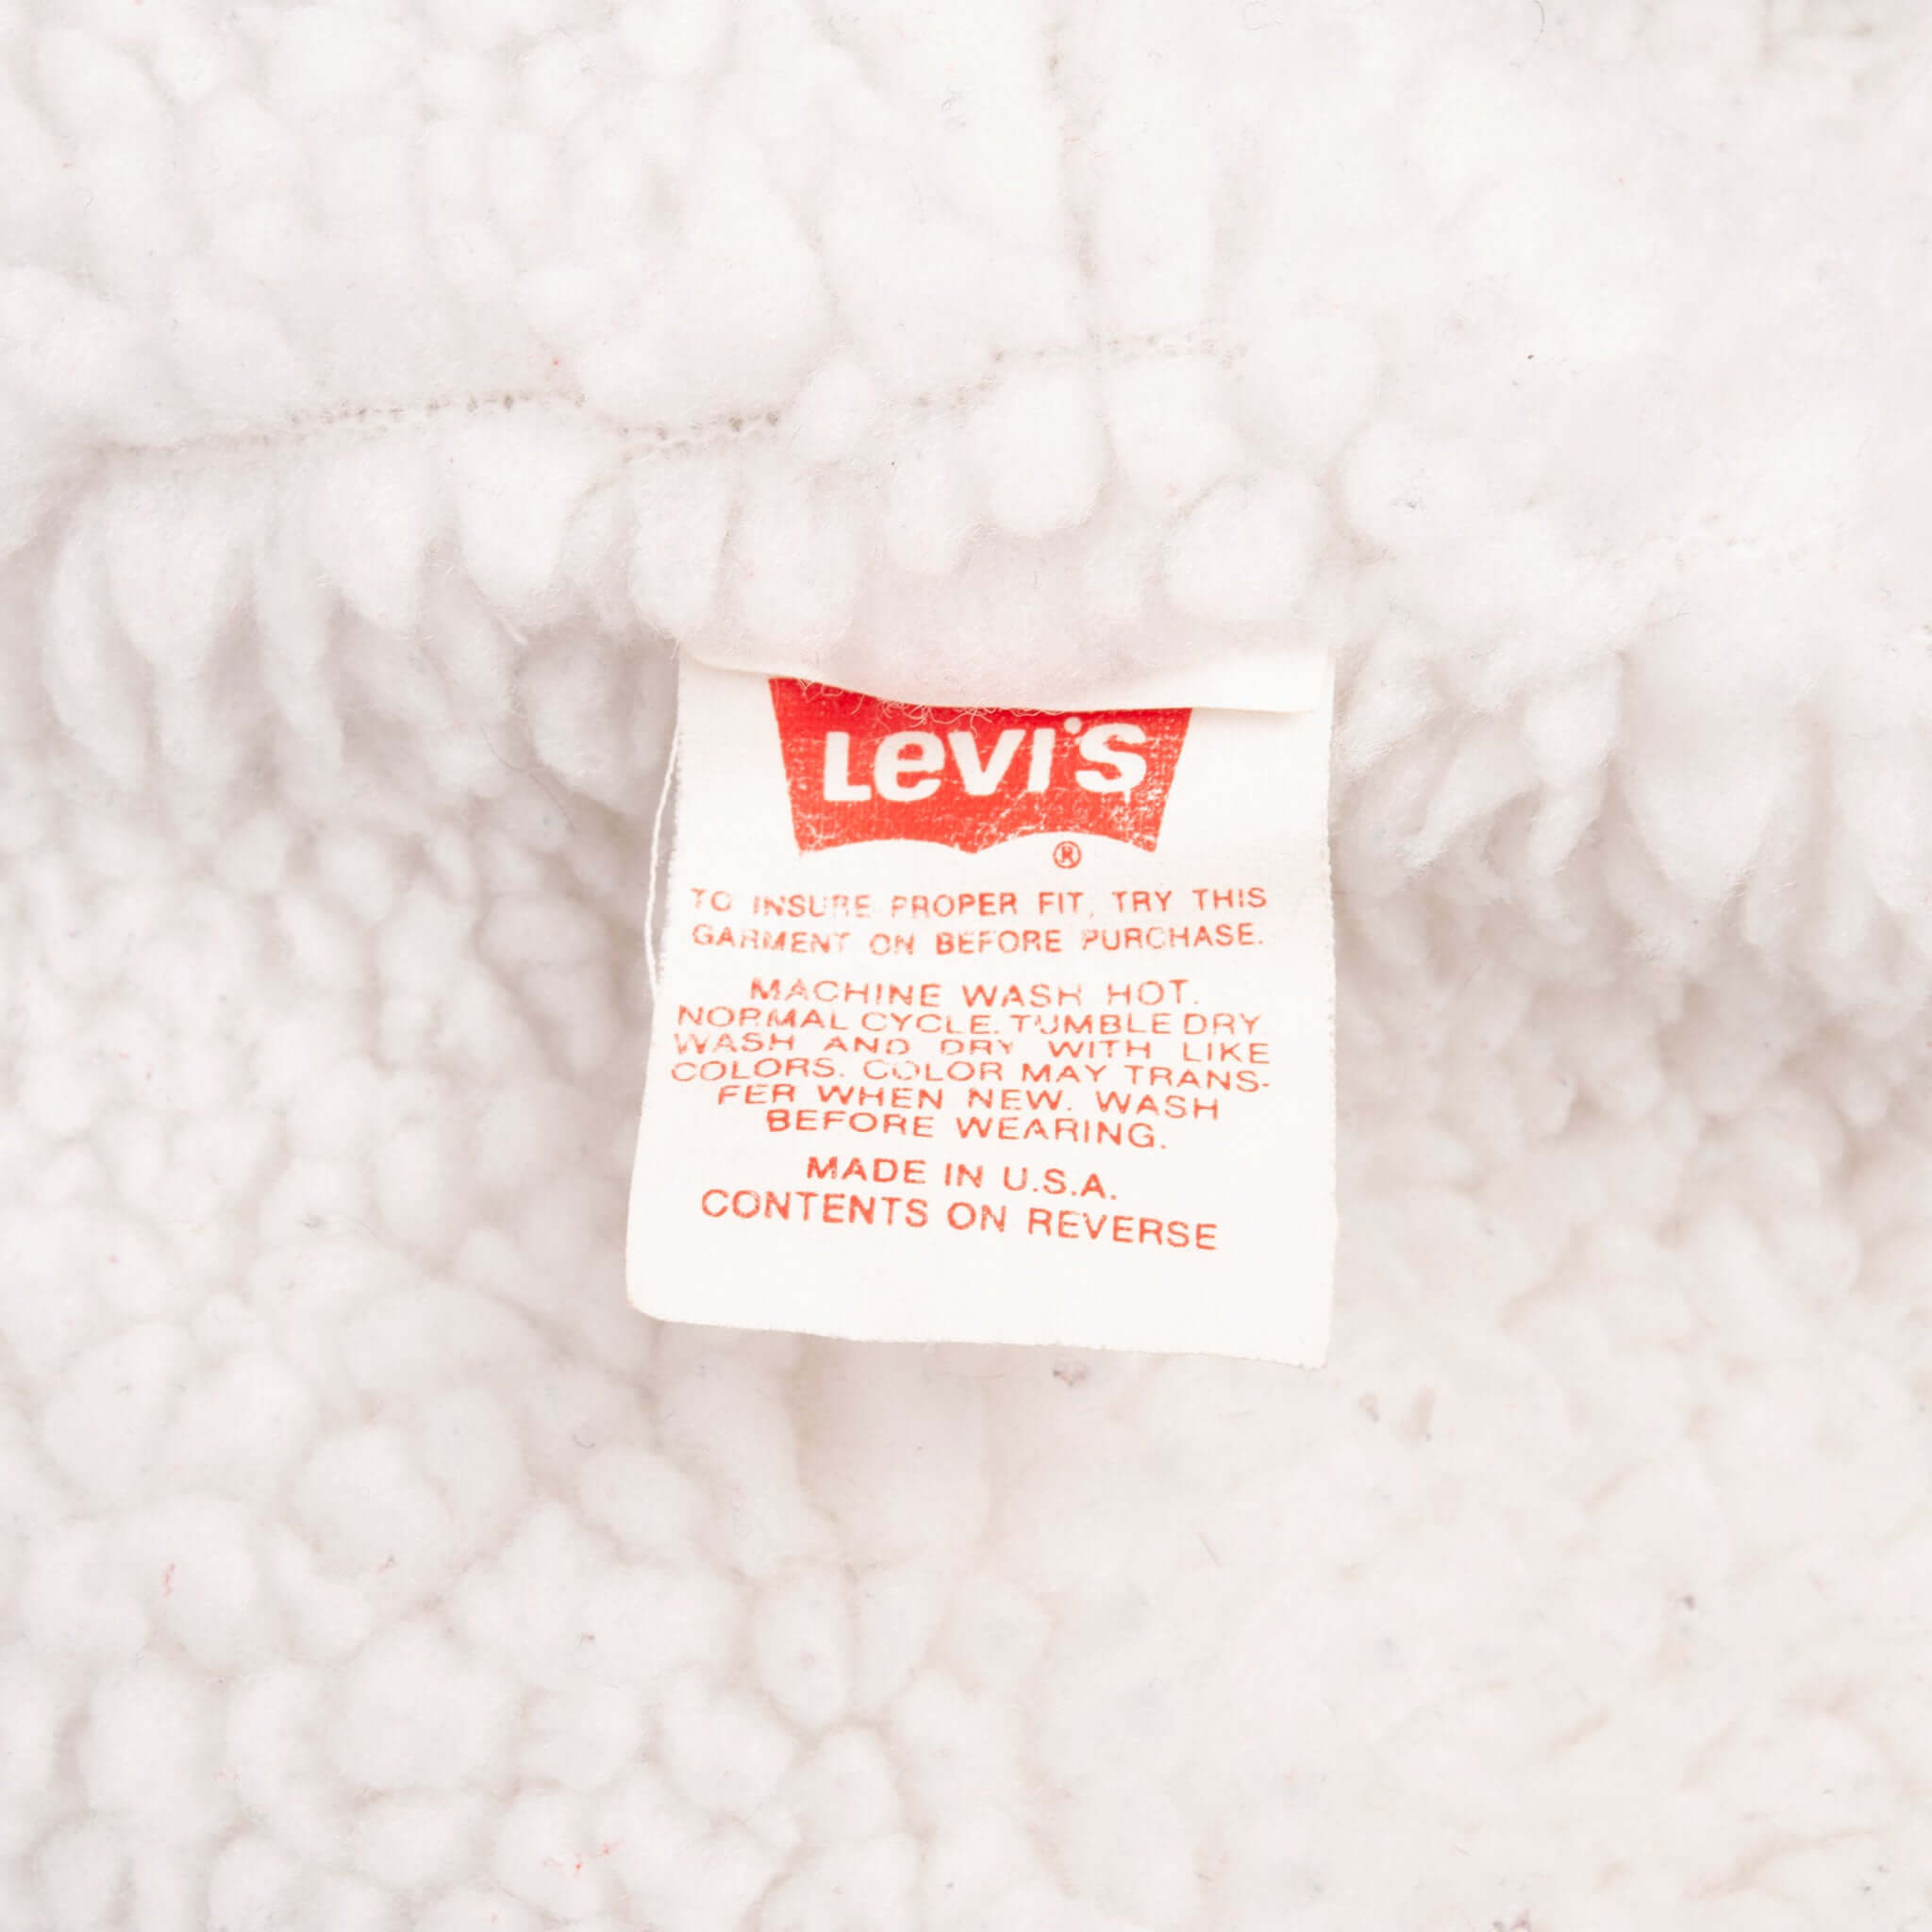 Levi's
®
TO INSURE PROPER FIT, TRY THIS
GARMENT ON BEFORE PURCHASE.
MACHINE WASH HOT.
NORMAL CYCLE. TUMBLE DRY
WASH AND DRY WITH LIKE
COLORS. COLOR MAY TRANS-
FER WHEN NEW. WASH
BEFORE WEARING.
MADE IN U.S.A.
CONTENTS ON REVERSE